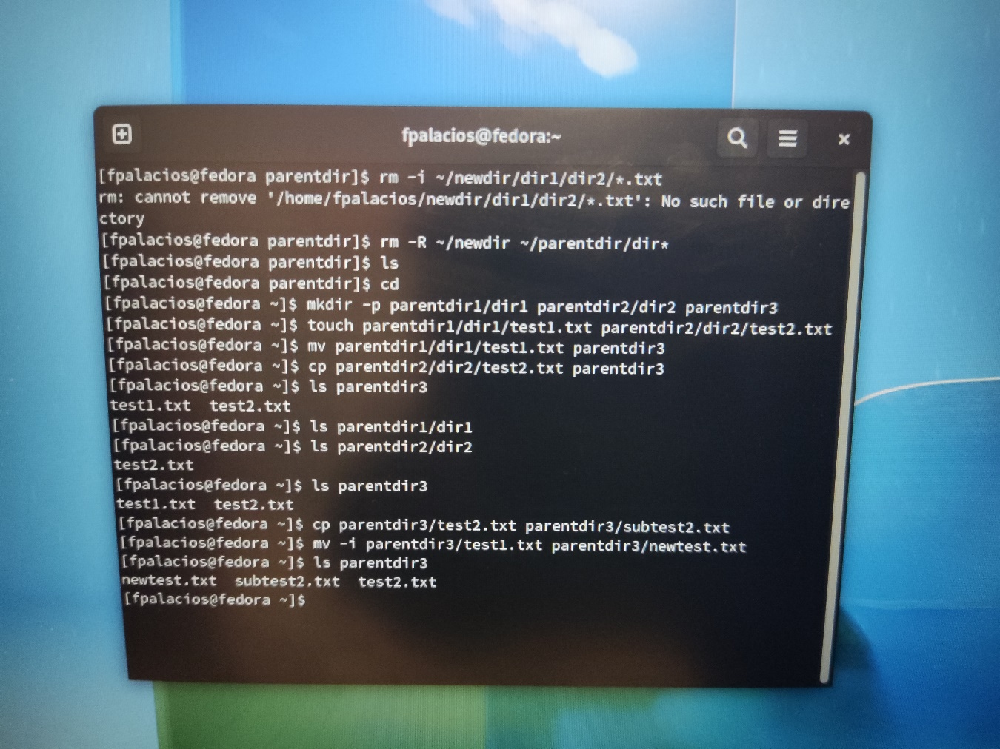 fpalacios@fedora:~
[fpalacios@fedora parentdir]$ rm -i ~/newdir/dir1/dir2/*.txt
rm: cannot remove '/home/fpalacios/newdir/dir1/dir2/*.txt': No such file or dire
ctory
[fpalacios@fedora parentdir]$ rm -R ~/newdir ~/parentdir/dir*
[fpalacios@fedora parentdir]$ ls
[fpalacios@fedora parentdir]$ cd
[fpalacios@fedora ~]$ mkdir -p parentdir1/dir1 parentdir2/dir2 parentdir3
[fpalacios@fedora ~]$ touch parentdir1/dir1/test1.txt parentdir2/dir2/test2.txt
[fpalacios@fedora ~]$ mv parentdir1/dir1/test1.txt parentdir3
[fpalacios@fedora ~]$ cp parentdir2/dir2/test2.txt parentdir3
[fpalacios@fedora ~]$ ls parentdir3
test1.txt  test2.txt
[fpalacios@fedora ~]$ ls parentdir1/dir1
[fpalacios@fedora ~]$ ls parentdir2/dir2
test2.txt
[fpalacios@fedora ~]$ ls parentdir3
test1.txt  test2.txt
[fpalacios@fedora ~]$ cp parentdir3/test2.txt parentdir3/subtest2.txt
[fpalacios@fedora ~]$ mv -i parentdir3/test1.txt parentdir3/newtest.txt
[fpalacios@fedora ~]$ ls parentdir3
newtest.txt  subtest2.txt  test2.txt
[fpalacios@fedora ~]$